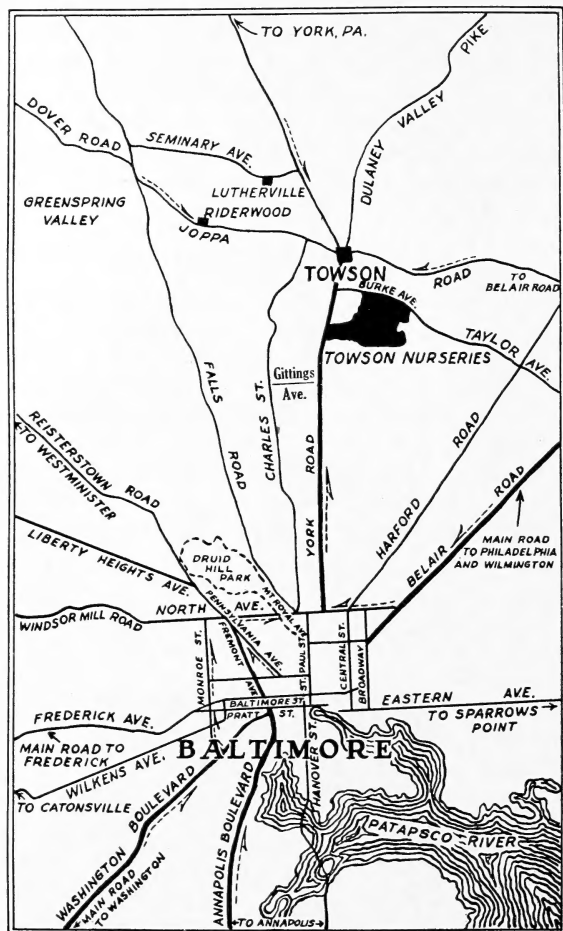 TO YORK, PA.
DULANEY VALLEY PIKE
DOVER ROAD
SEMINARY AVE.
LUTHERVILLE
RIDERWOOD
GREENSPRING
VALLEY
JOPPA ROAD
TOWSON
TO
BELAIR ROAD
BURKE AVE.
TAYLOR AVE.
TOWSON NURSERIES
FALLS ROAD
CHARLES ST.
Gittings
Ave.
YORK ROAD
HARFORD ROAD
BELAIR ROAD
MAIN ROAD
TO PHILADELPHIA
AND WILMINGTON
REISTERSTOWN ROAD
TO WESTMINISTER
LIBERTY HEIGHTS AVE.
DRUID
HILL
PARK
MT ROYAL AVE
NORTH AVE.
WINDSOR MILL ROAD
PENNSYLVANIA AVE.
FREMONT AVE
MONROE ST.
ST. PAUL ST
CENTRAL ST.
BROADWAY
BALTIMORE ST
PRATT ST.
EASTERN AVE.
TO SPARROWS
POINT
FREDERICK AVE.
MAIN ROAD TO
FREDERICK
BALTIMORE
WILKENS AVE.
TO CATONSVILLE
HANOVER ST.
WASHINGTON BOULEVARD
MAIN ROAD
TO WASHINGTON
ANNAPOLIS BOULEVARD
TO ANNAPOLIS
PATAPSCO RIVER